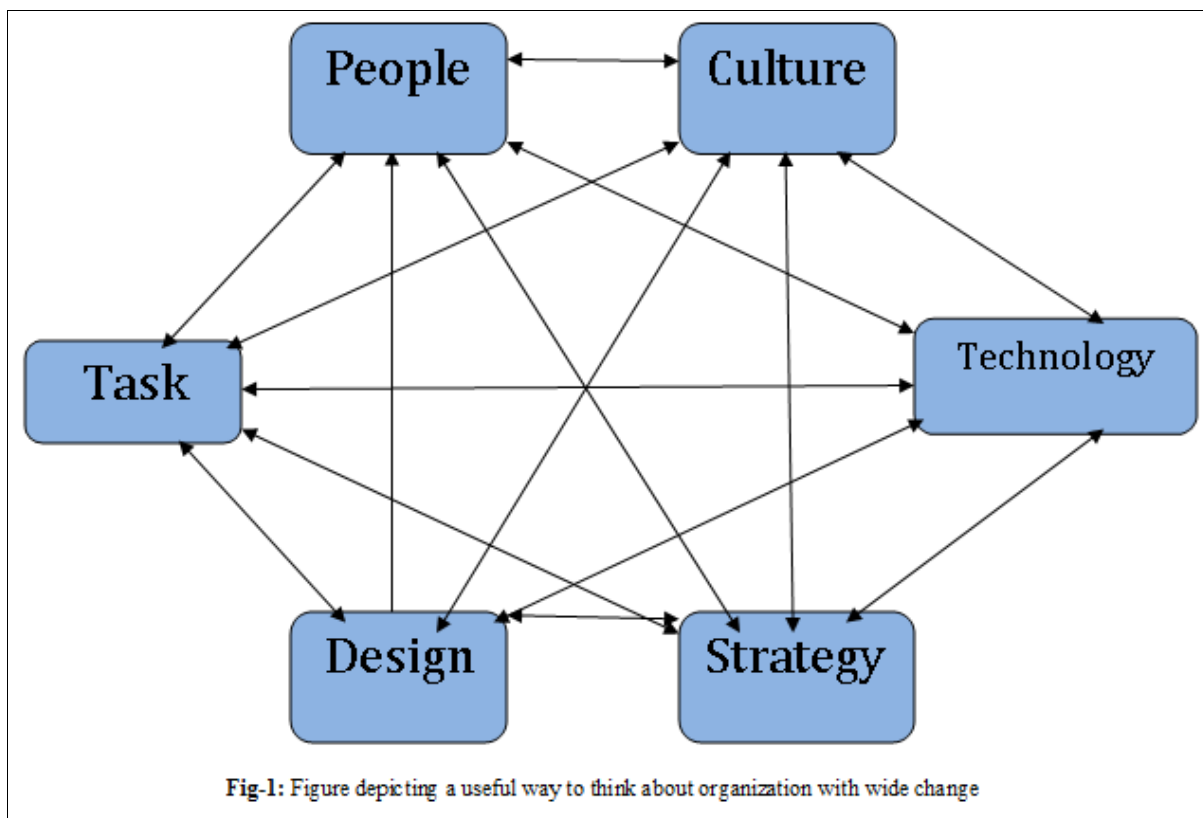 People
Culture
Task
Technology
Design
Strategy
Fig-1: Figure depicting a useful way to think about organization with wide change